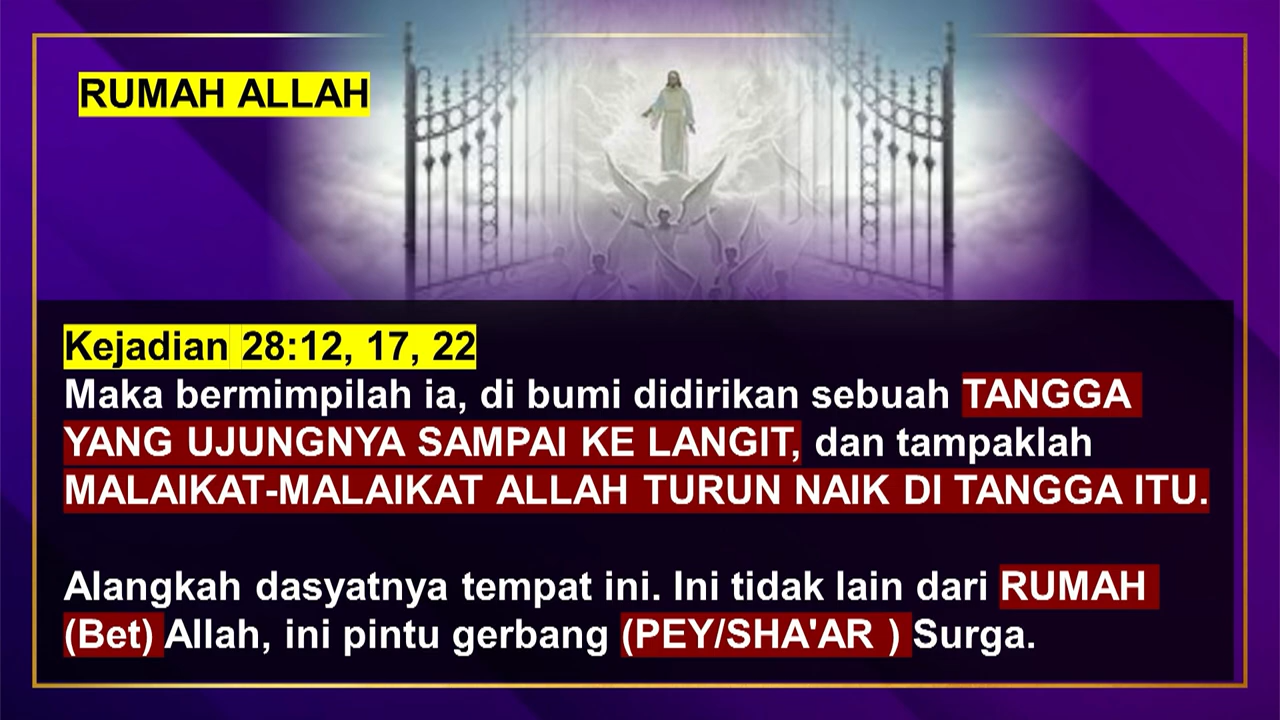 RUMAH ALLAH
Kejadian 28:12, 17, 22
Maka bermimpilah ia, di bumi didirikan sebuah TANGGA
YANG UJUNGNYA SAMPAI KE LANGIT, dan tampaklah
MALAIKAT-MALAIKAT ALLAH TURUN NAIK DI TANGGA ITU.
Alangkah dasyatnya tempat ini. Ini tidak lain dari RUMAH
(Bet) Allah, ini pintu gerbang (PEY/SHA'AR ) Surga.